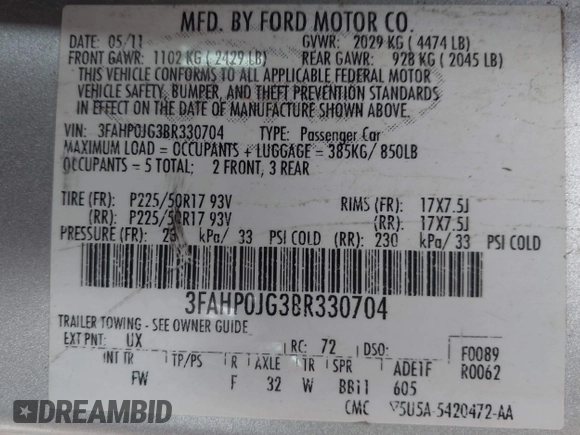 MFD. BY FORD MOTOR CO.
DATE: 05/11 GVWR: 2029 KG ( 4474 LB)
FRONT GAWR: 1102 KG ( 2429 LB) REAR GAWR: 928 KG ( 2045 LB)
THIS VEHICLE CONFORMS TO ALL APPLICABLE FEDERAL MOTOR
VEHICLE SAFETY, BUMPER, AND THEFT PREVENTION STANDARDS
IN EFFECT ON THE DATE OF MANUFACTURE SHOWN ABOVE.
VIN: 3FAHP0JG3BR330704 TYPE: Passenger Car
MAXIMUM LOAD = OCCUPANTS + LUGGAGE = 385KG/ 850LB
OCCUPANTS = 5 TOTAL; 2 FRONT, 3 REAR
TIRE (FR): P225/50R17 93V RIMS (FR): 17X7.5J
(RR): P225/50R17 93V (RR): 17X7.5J
PRESSURE (FR): 23 kPa/ 33 PSI COLD (RR): 230 kPa/ 33 PSI COLD
3FAHP0JG3BR330704
TRAILER TOWING - SEE OWNER GUIDE
EXT PNT: UX RC: 72 DSO: F0089
INT TR TP/PS R AXLE TR SPR ADE1F R0062
FW F 32 W BB11 605
CMC 5U5A-5420472-AA
DREAMBID